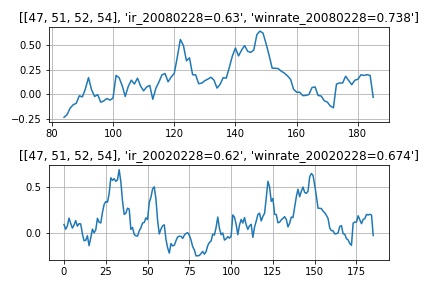 [[47, 51, 52, 54], 'ir_20080228=0.63', 'winrate_20080228=0.738']
0.50
0.25
0.00
−0.25
80 100 120 140 160 180
[[47, 51, 52, 54], 'ir_20020228=0.62', 'winrate_20020228=0.674']
0.5
0.0
0 25 50 75 100 125 150 175